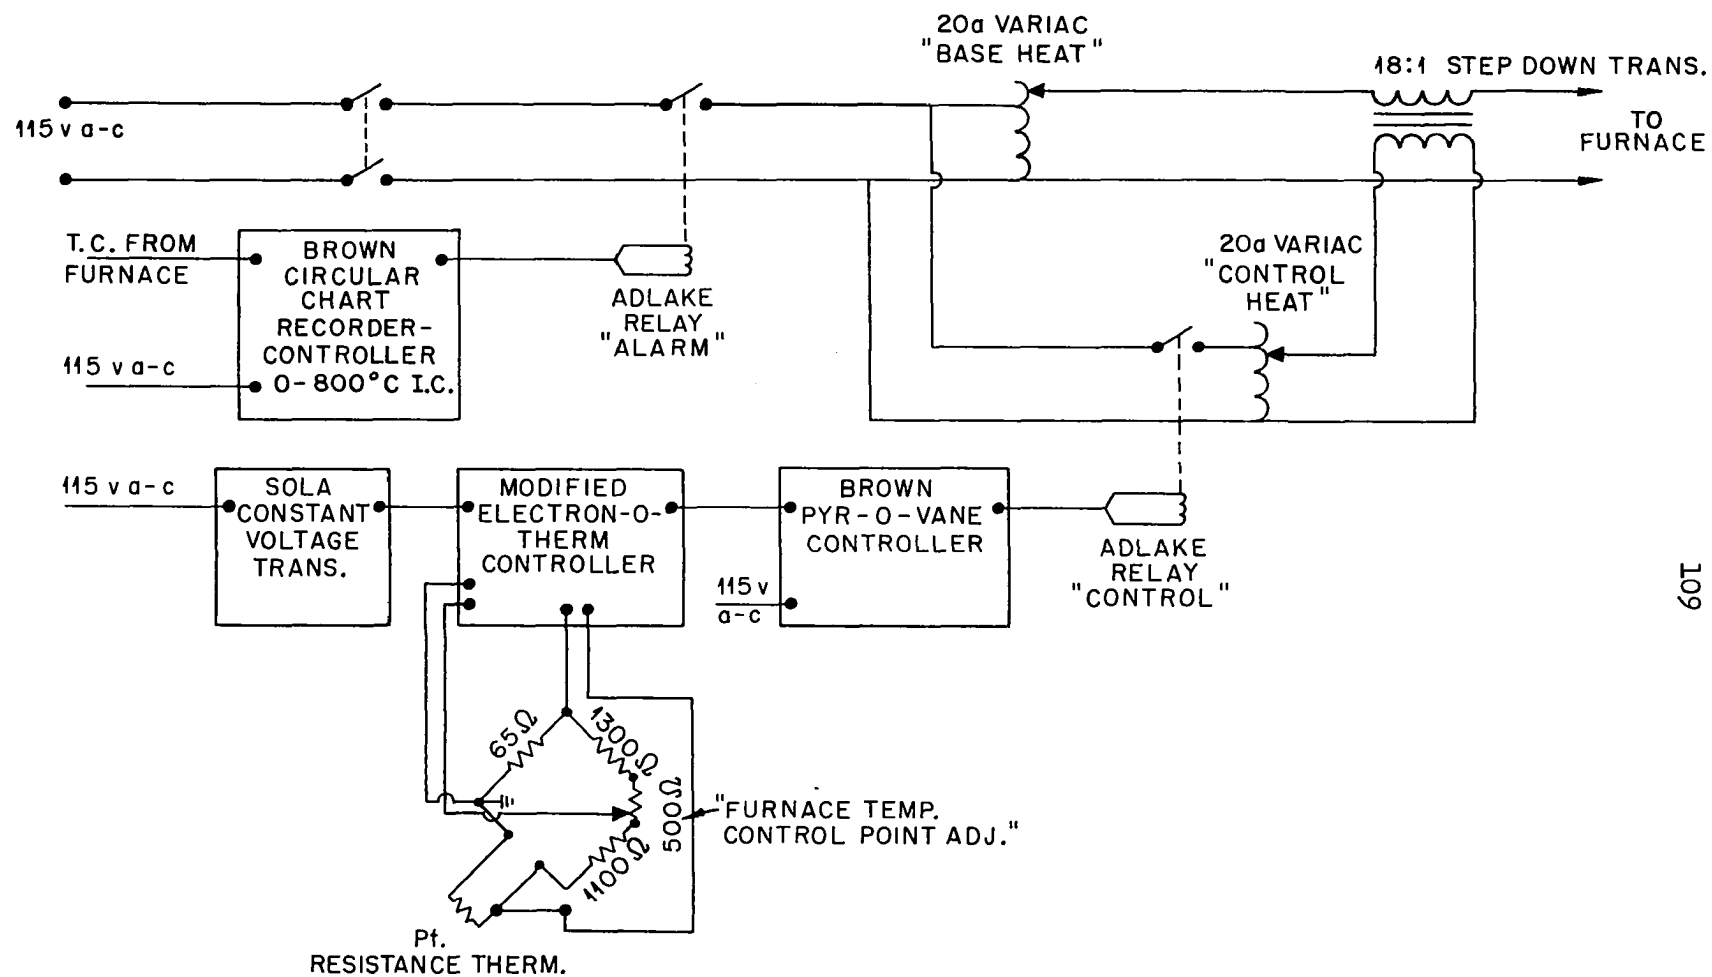 20a VARIAC
"BASE HEAT"
18:1 STEP DOWN TRANS.
115 v a-c
TO
FURNACE
T.C. FROM
FURNACE
BROWN
CIRCULAR
CHART
RECORDER-
CONTROLLER
0-800°C I.C.
115 v a-c
ADLAKE
RELAY
"ALARM"
20a VARIAC
"CONTROL
HEAT"
115 v a-c
SOLA
CONSTANT
VOLTAGE
TRANS.
MODIFIED
ELECTRON-O-
THERM
CONTROLLER
BROWN
PYR-O-VANE
CONTROLLER
115 v
a-c
ADLAKE
RELAY
"CONTROL"
109
65Ω
1300Ω
500Ω
1100Ω
"FURNACE TEMP.
CONTROL POINT ADJ."
Pt.
RESISTANCE THERM.